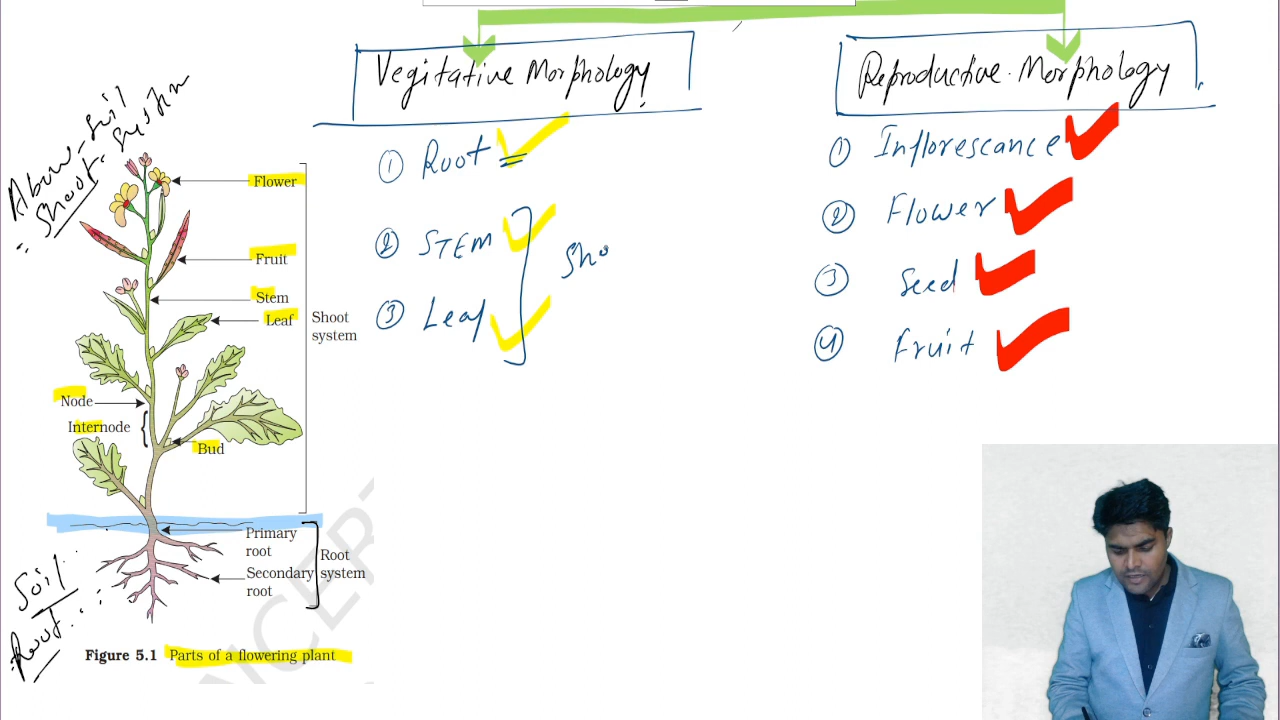 Vegitative Morphology
① Root
② STEM
③ Leaf
Sho
Reproductive Morphology
① Inflorescance
② Flower
③ Seed
④ Fruit
Above-Soil
= Shoot-System
Flower
Fruit
Stem
Leaf
Shoot
system
Node
Internode
Bud
Primary
root
Secondary
root
Root
system
Soil
Root
Figure 5.1 Parts of a flowering plant
NCERT